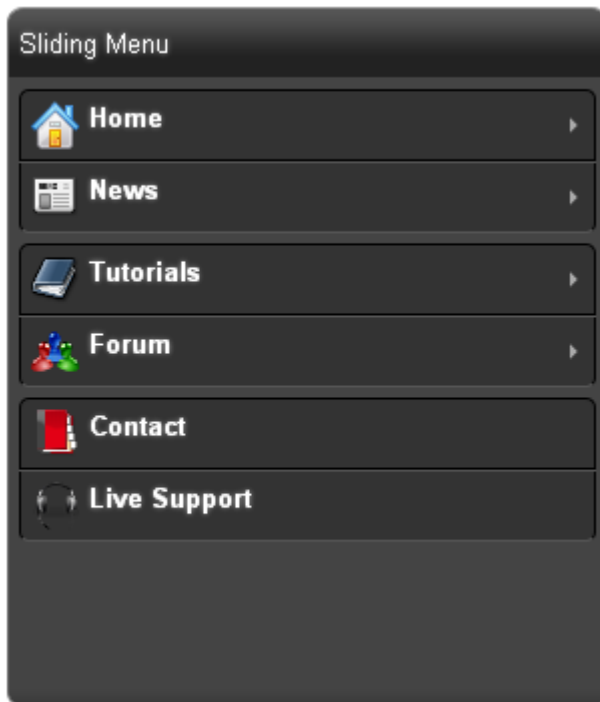 Sliding Menu
Home
News
Tutorials
Forum
Contact
Live Support